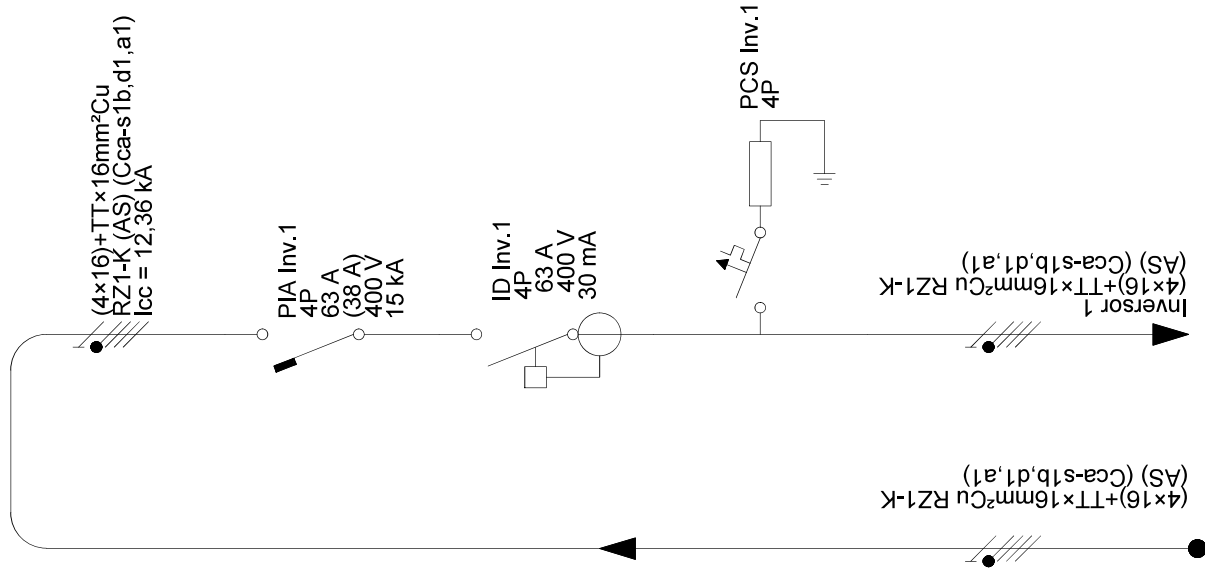 (4×16)+TT×16mm²Cu
RZ1-K (AS) (Cca-s1b,d1,a1)
Icc = 12,36 kA
PIA Inv.1
4P
63 A
(38 A)
400 V
15 kA
ID Inv.1
4P
63 A
400 V
30 mA
PCS Inv.1
4P
Inversor 1
(4×16)+TT×16mm²Cu RZ1-K
(AS) (Cca-s1b,d1,a1)
(4×16)+TT×16mm²Cu RZ1-K
(AS) (Cca-s1b,d1,a1)